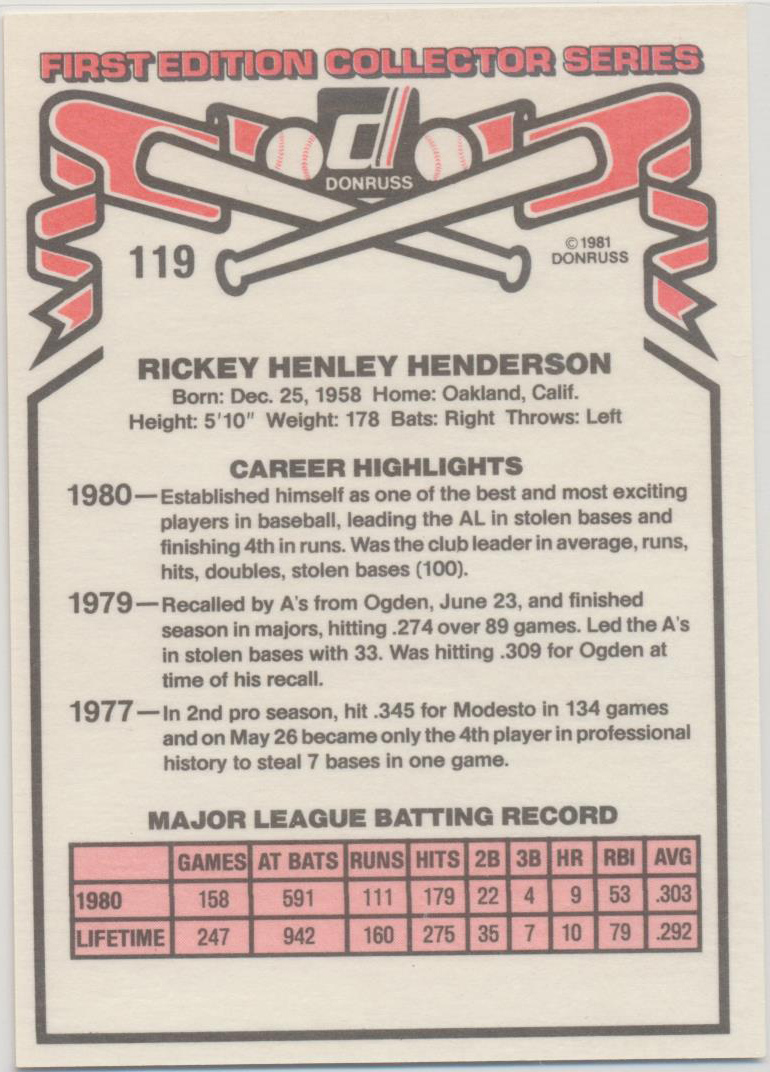 FIRST EDITION COLLECTOR SERIES
d
DONRUSS
119
©1981
DONRUSS
RICKEY HENLEY HENDERSON
Born: Dec. 25, 1958 Home: Oakland, Calif.
Height: 5'10" Weight: 178 Bats: Right Throws: Left
CAREER HIGHLIGHTS
1980—Established himself as one of the best and most exciting
players in baseball, leading the AL in stolen bases and
finishing 4th in runs. Was the club leader in average, runs,
hits, doubles, stolen bases (100).
1979—Recalled by A's from Ogden, June 23, and finished
season in majors, hitting .274 over 89 games. Led the A's
in stolen bases with 33. Was hitting .309 for Ogden at
time of his recall.
1977—In 2nd pro season, hit .345 for Modesto in 134 games
and on May 26 became only the 4th player in professional
history to steal 7 bases in one game.
MAJOR LEAGUE BATTING RECORD
GAMES AT BATS RUNS HITS 2B 3B HR RBI AVG
1980 158 591 111 179 22 4 9 53 .303
LIFETIME 247 942 160 275 35 7 10 79 .292